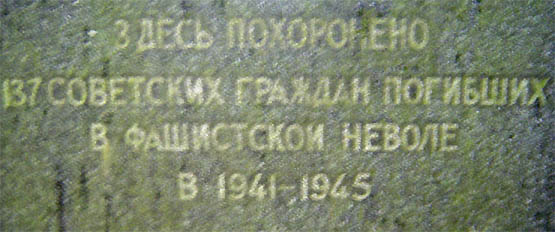 ЗДЕСЬ ПОХОРОНЕНО
137 СОВЕТСКИХ ГРАЖДАН ПОГИБШИХ
В ФАШИСТСКОЙ НЕВОЛЕ
В 1941-1945